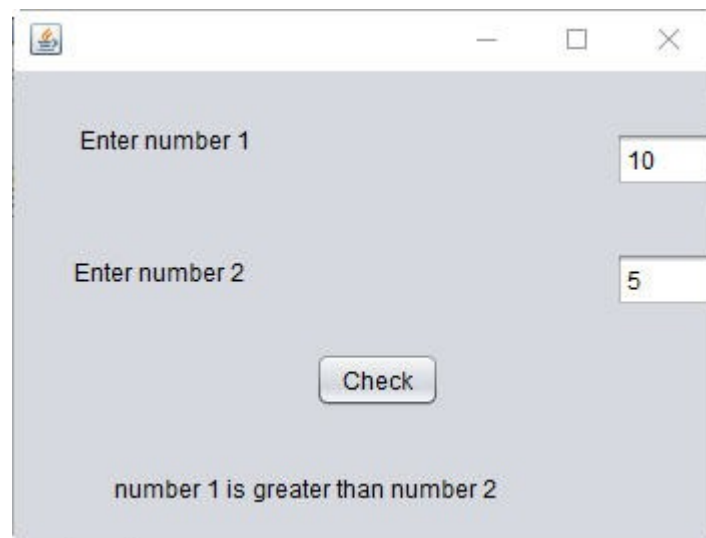 Enter number 1
10
Enter number 2
5
Check
number 1 is greater than number 2